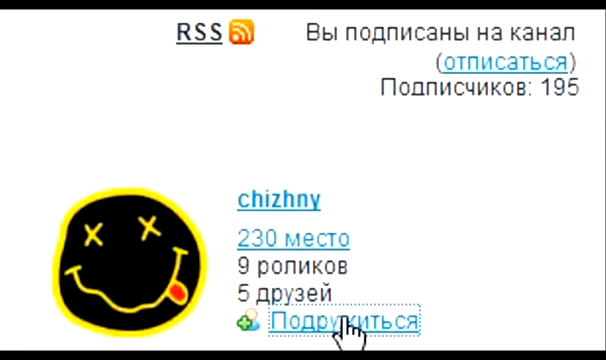 RSS Вы подписаны на канал
(отписаться)
Подписчиков: 195
chizhny
230 место
9 роликов
5 друзей
Подружиться